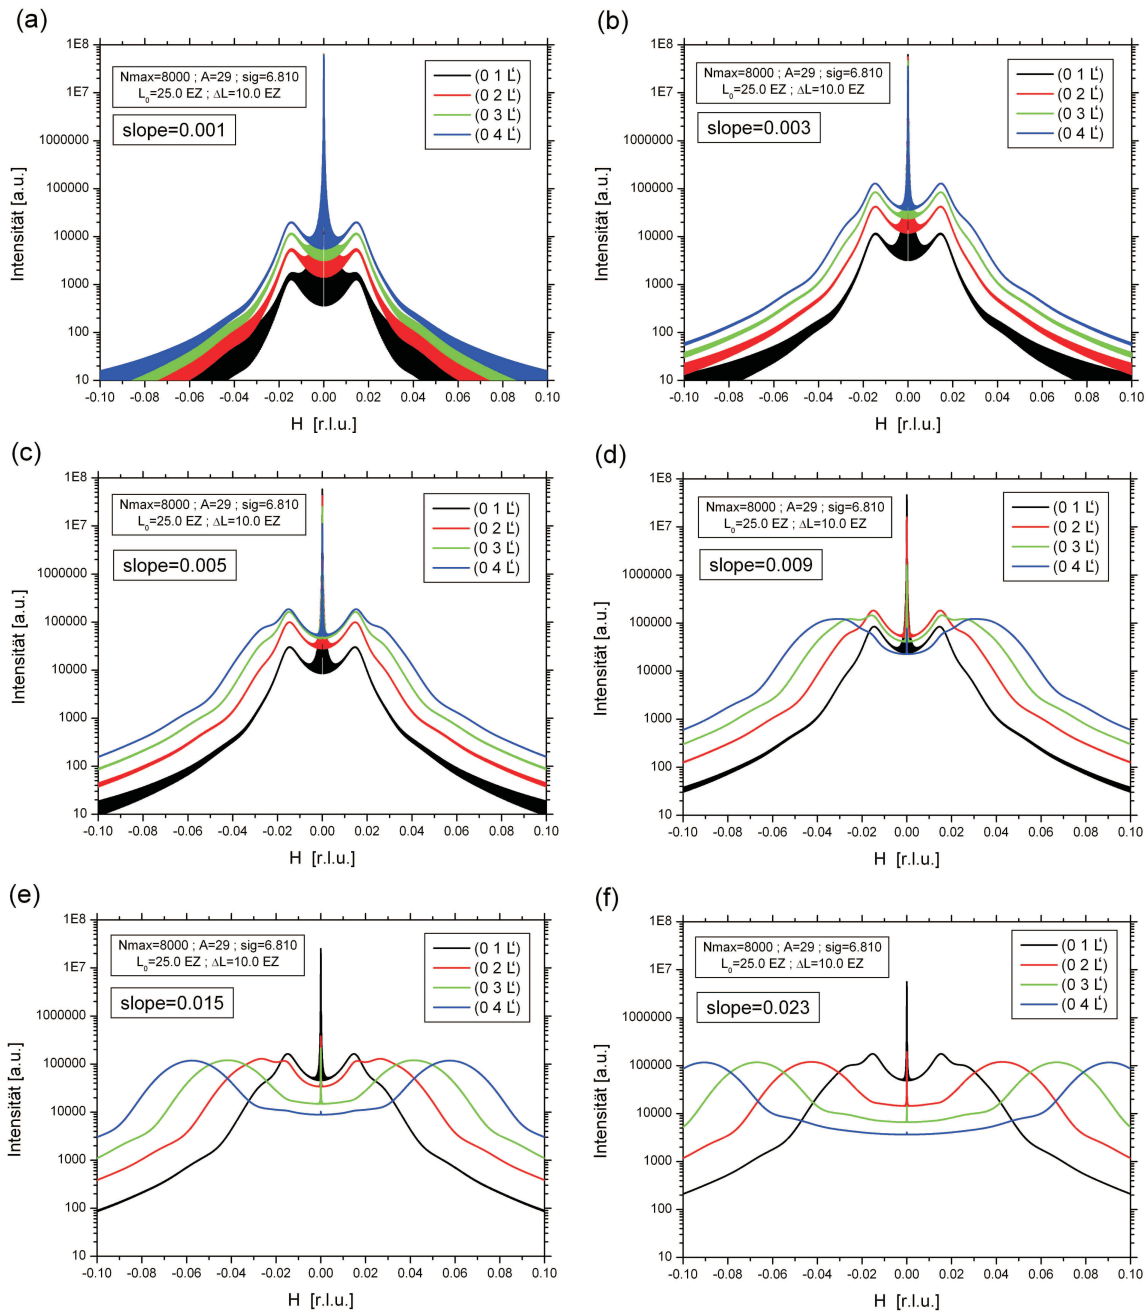 (a)
1E8
1E7
1000000
100000
10000
1000
100
10
Intensität [a.u.]
Nmax=8000 ; A=29 ; sig=6.810
L₀=25.0 EZ ; ΔL=10.0 EZ
slope=0.001
(0 1 L')
(0 2 L')
(0 3 L')
(0 4 L')
-0.10 -0.08 -0.06 -0.04 -0.02 0.00 0.02 0.04 0.06 0.08 0.10
H [r.l.u.]
(b)
1E8
1E7
1000000
100000
10000
1000
100
10
Intensität [a.u.]
Nmax=8000 ; A=29 ; sig=6.810
L₀=25.0 EZ ; ΔL=10.0 EZ
slope=0.003
(0 1 L')
(0 2 L')
(0 3 L')
(0 4 L')
-0.10 -0.08 -0.06 -0.04 -0.02 0.00 0.02 0.04 0.06 0.08 0.10
H [r.l.u.]
(c)
1E8
1E7
1000000
100000
10000
1000
100
10
Intensität [a.u.]
Nmax=8000 ; A=29 ; sig=6.810
L₀=25.0 EZ ; ΔL=10.0 EZ
slope=0.005
(0 1 L')
(0 2 L')
(0 3 L')
(0 4 L')
-0.10 -0.08 -0.06 -0.04 -0.02 0.00 0.02 0.04 0.06 0.08 0.10
H [r.l.u.]
(d)
1E8
1E7
1000000
100000
10000
1000
100
10
Intensität [a.u.]
Nmax=8000 ; A=29 ; sig=6.810
L₀=25.0 EZ ; ΔL=10.0 EZ
slope=0.009
(0 1 L')
(0 2 L')
(0 3 L')
(0 4 L')
-0.10 -0.08 -0.06 -0.04 -0.02 0.00 0.02 0.04 0.06 0.08 0.10
H [r.l.u.]
(e)
1E8
1E7
1000000
100000
10000
1000
100
10
Intensität [a.u.]
Nmax=8000 ; A=29 ; sig=6.810
L₀=25.0 EZ ; ΔL=10.0 EZ
slope=0.015
(0 1 L')
(0 2 L')
(0 3 L')
(0 4 L')
-0.10 -0.08 -0.06 -0.04 -0.02 0.00 0.02 0.04 0.06 0.08 0.10
H [r.l.u.]
(f)
1E8
1E7
1000000
100000
10000
1000
100
10
Intensität [a.u.]
Nmax=8000 ; A=29 ; sig=6.810
L₀=25.0 EZ ; ΔL=10.0 EZ
slope=0.023
(0 1 L')
(0 2 L')
(0 3 L')
(0 4 L')
-0.10 -0.08 -0.06 -0.04 -0.02 0.00 0.02 0.04 0.06 0.08 0.10
H [r.l.u.]